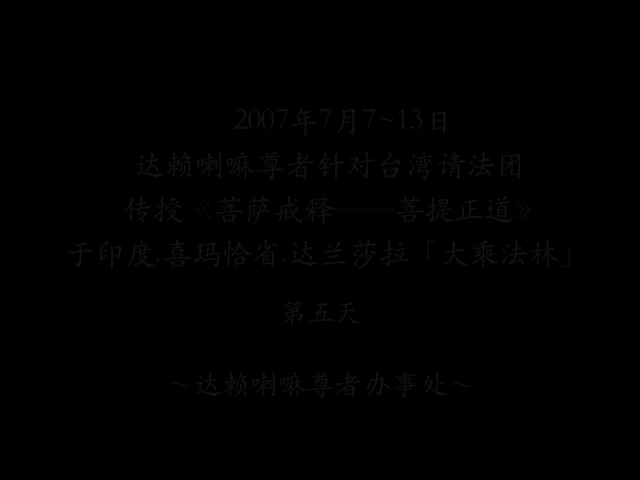 2007年7月7~13日
达赖喇嘛尊者针对台湾请法团
传授《菩萨戒释——菩提正道》
于印度.喜玛恰省.达兰莎拉「大乘法林」
第五天
~达赖喇嘛尊者办事处~